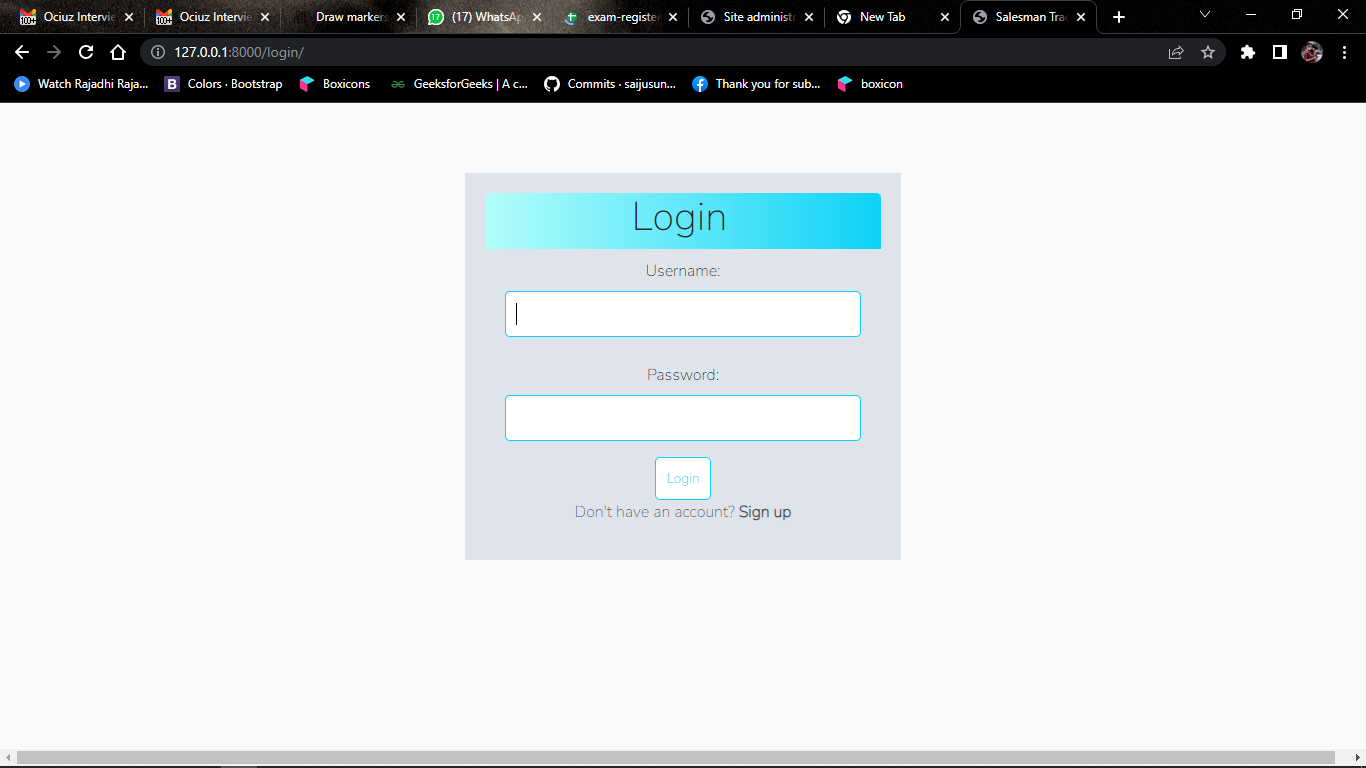 Ociuz Intervie
Ociuz Intervie
Draw markers
(17) WhatsAp
exam-register
Site administr
New Tab
Salesman Tra
127.0.0.1:8000/login/
Watch Rajadhi Raja...
Colors · Bootstrap
Boxicons
GeeksforGeeks | A c...
Commits · saijusun...
Thank you for sub...
boxicon
Login
Username:
Password:
Login
Don't have an account? Sign up